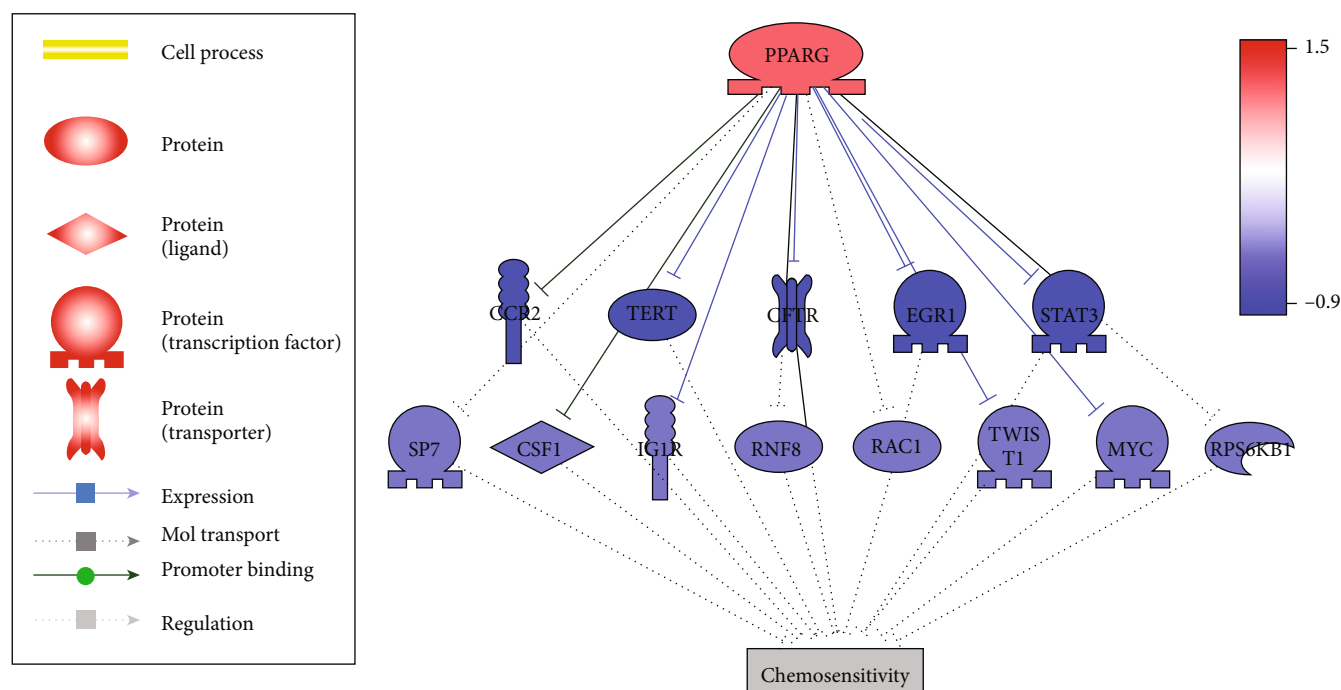 Cell process
Protein
Protein
(ligand)
Protein
(transcription factor)
Protein
(transporter)
Expression
Mol transport
Promoter binding
Regulation
PPARG
1.5
–0.9
CCR2
TERT
CFTR
EGR1
STAT3
SP7
CSF1
IG1R
RNF8
RAC1
TWIS
T1
MYC
RPS6KB1
Chemosensitivity